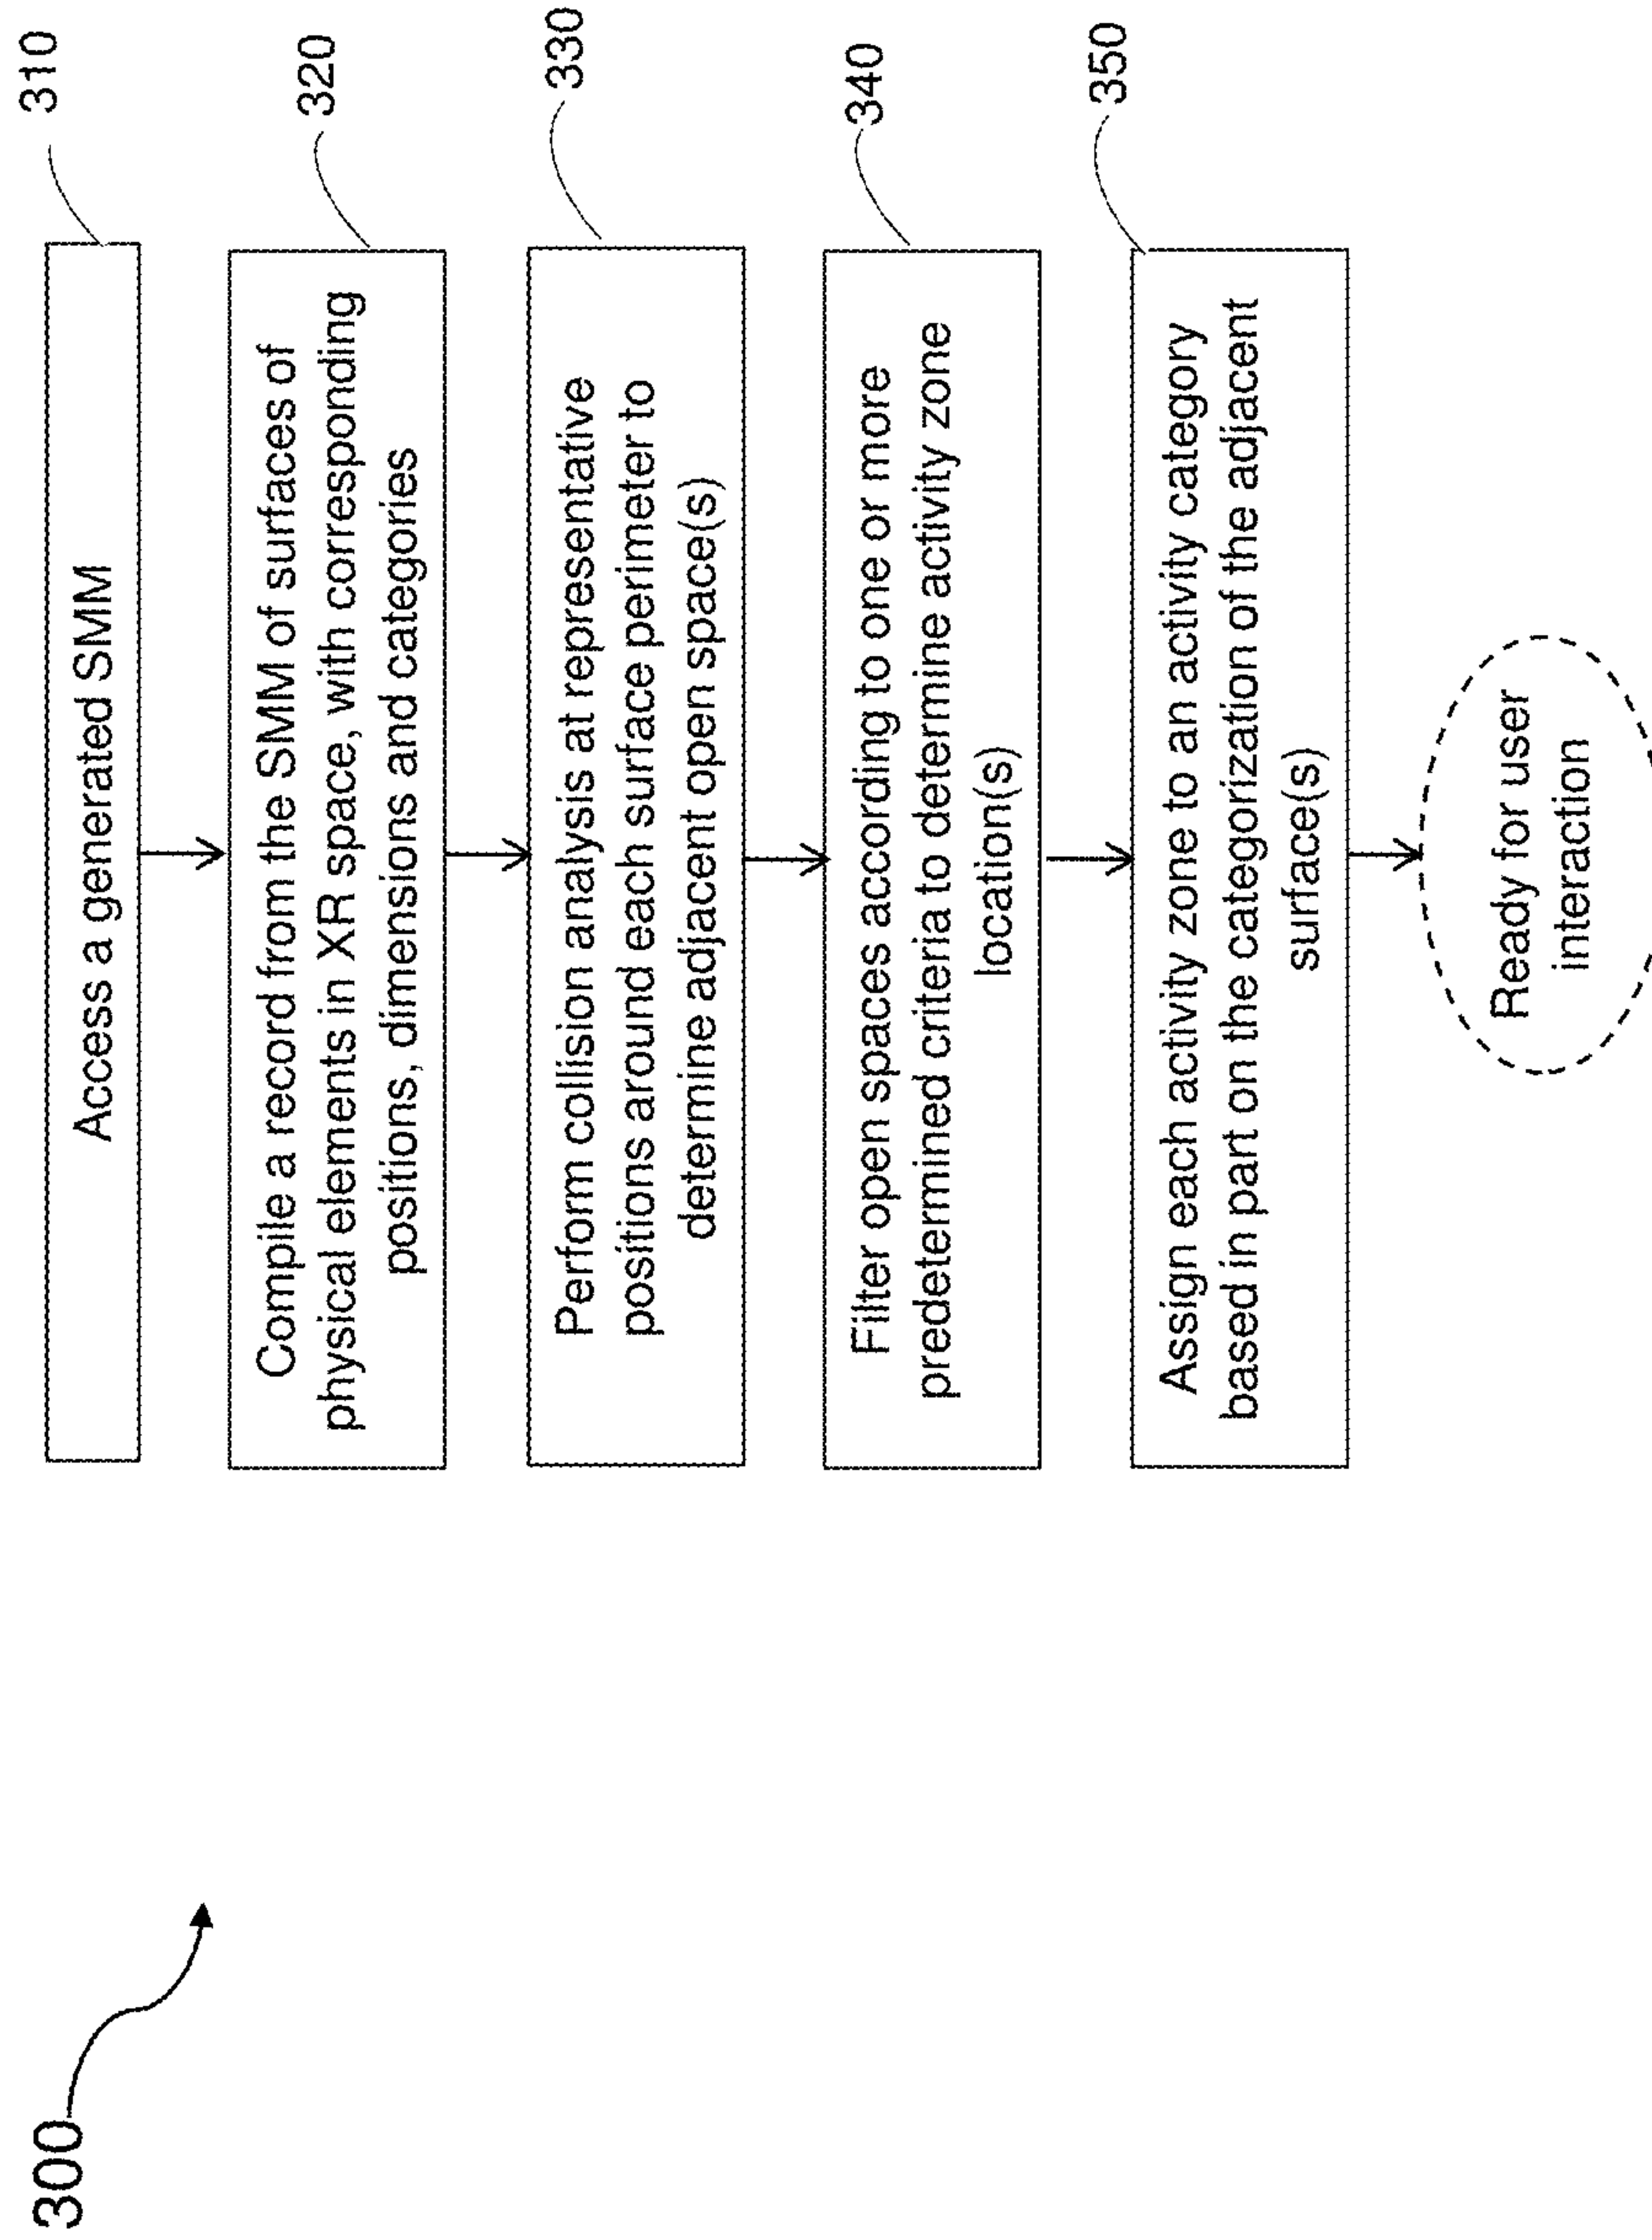 300
310
Access a generated SMM
320
Compile a record from the SMM of surfaces of
physical elements in XR space, with corresponding
positions, dimensions and categories
330
Perform collision analysis at representative
positions around each surface perimeter to
determine adjacent open space(s)
340
Filter open spaces according to one or more
predetermined criteria to determine activity zone
location(s)
350
Assign each activity zone to an activity category
based in part on the categorization of the adjacent
surface(s)
Ready for user
interaction